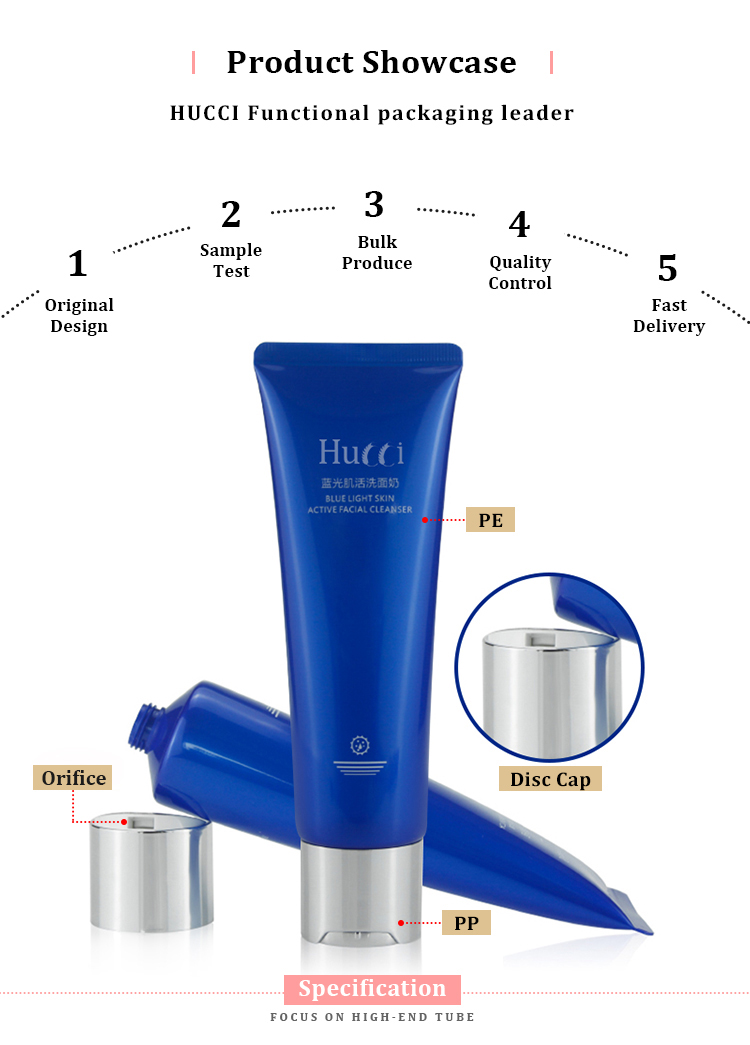 Product Showcase
HUCCI Functional packaging leader
1
Original
Design
2
Sample
Test
3
Bulk
Produce
4
Quality
Control
5
Fast
Delivery
Hucci
蓝光肌活洗面奶
BLUE LIGHT SKIN
ACTIVE FACIAL CLEANSER
PE
Disc Cap
Orifice
PP
Specification
FOCUS ON HIGH-END TUBE